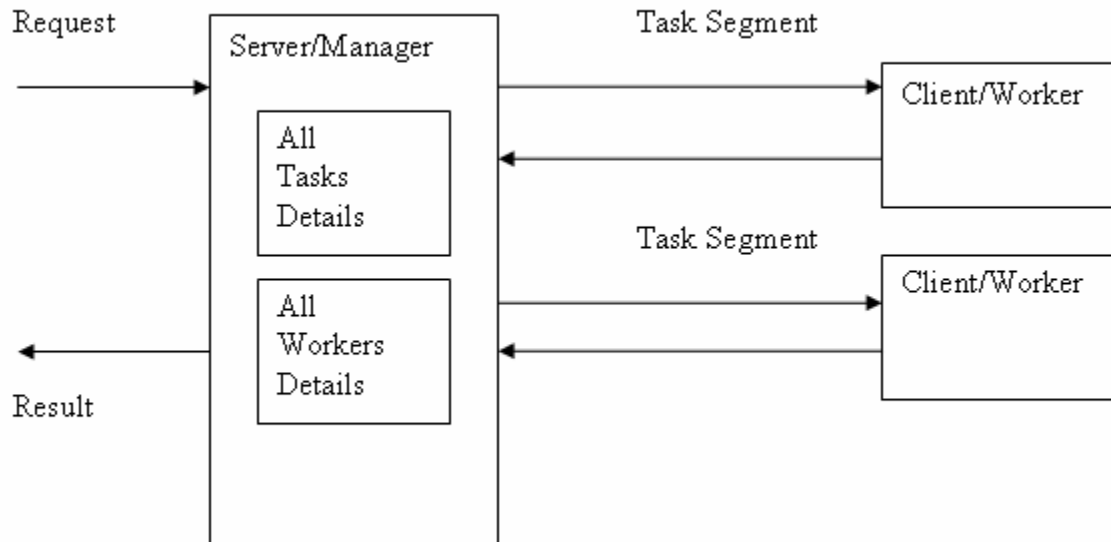 Request
Server/Manager
Task Segment
Client/Worker
All
Tasks
Details
Task Segment
Client/Worker
All
Workers
Details
Result